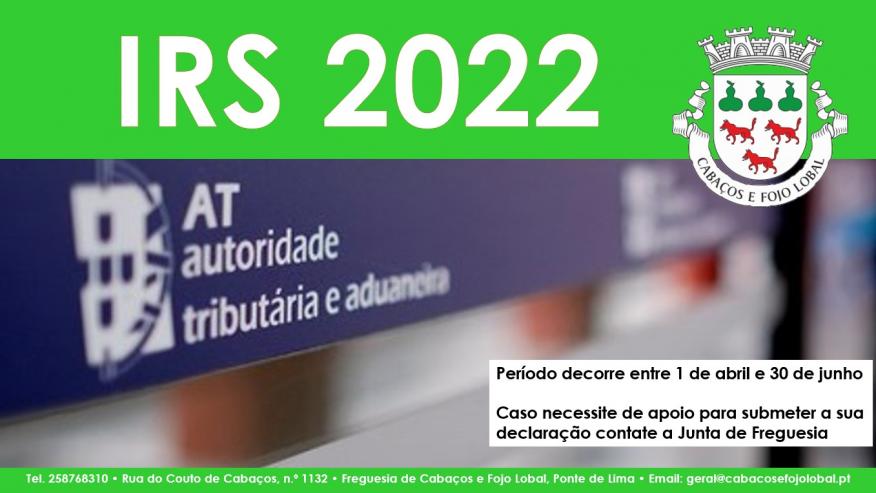 IRS 2022
CABAÇOS E FOJO LOBAL
AT
autoridade
tributária e aduaneira
Período decorre entre 1 de abril e 30 de junho
Caso necessite de apoio para submeter a sua
declaração contate a Junta de Freguesia
Tel. 258768310 • Rua do Couto de Cabaços, n.º 1132 • Freguesia de Cabaços e Fojo Lobal, Ponte de Lima • Email: geral@cabacosefojolobal.pt